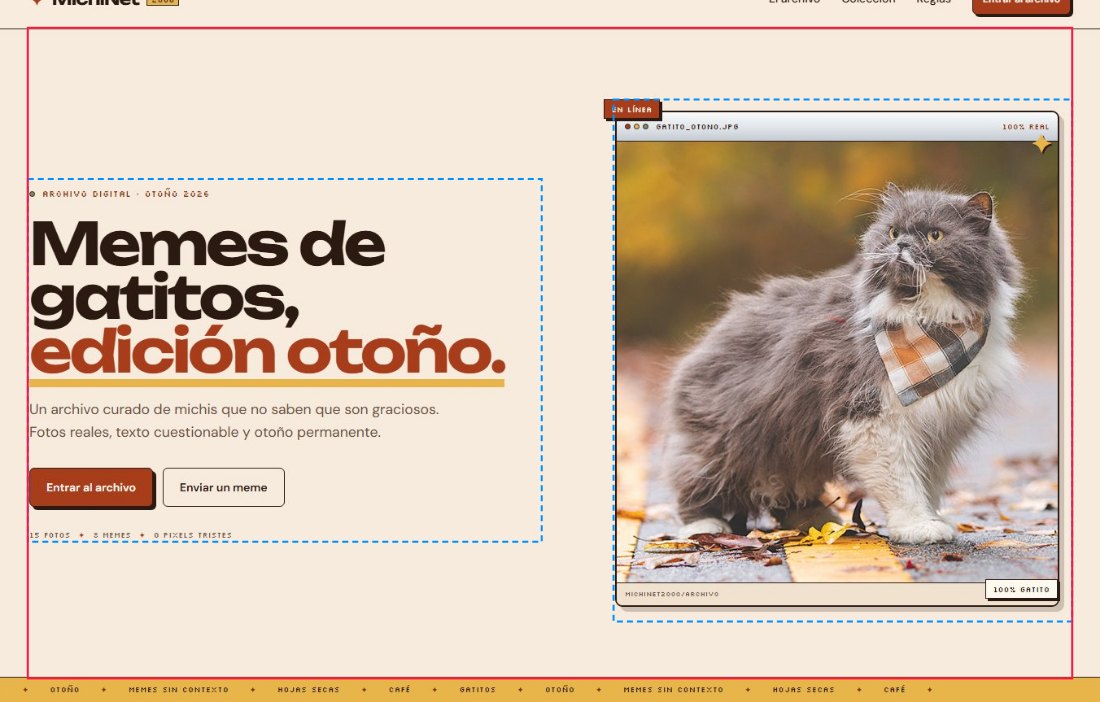 MichiNet 2000
El archivo Colección Reglas Entrar al archivo
EN LÍNEA
GATITO_OTONO.JPG 100% REAL
ARCHIVO DIGITAL · OTOÑO 2026
Memes de
gatitos,
edición otoño.
Un archivo curado de michis que no saben que son graciosos.
Fotos reales, texto cuestionable y otoño permanente.
Entrar al archivo Enviar un meme
15 FOTOS ✦ 8 MEMES ✦ 0 PIXELS TRISTES
MICHINET2000/ARCHIVO 100% GATITO
✦ OTOÑO ✦ MEMES SIN CONTEXTO ✦ HOJAS SECAS ✦ CAFÉ ✦ GATITOS ✦ OTOÑO ✦ MEMES SIN CONTEXTO ✦ HOJAS SECAS ✦ CAFÉ ✦